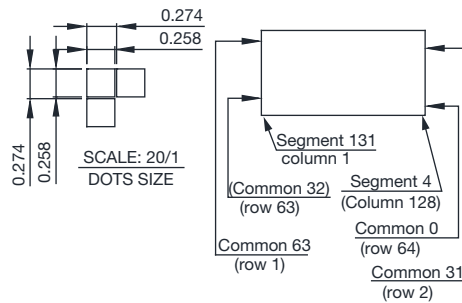 0.274
0.258
0.274
0.258
SCALE: 20/1
DOTS SIZE
Segment 131
column 1
(Common 32)
(row 63)
Segment 4
(Column 128)
Common 63
(row 1)
Common 0
(row 64)
Common 31
(row 2)